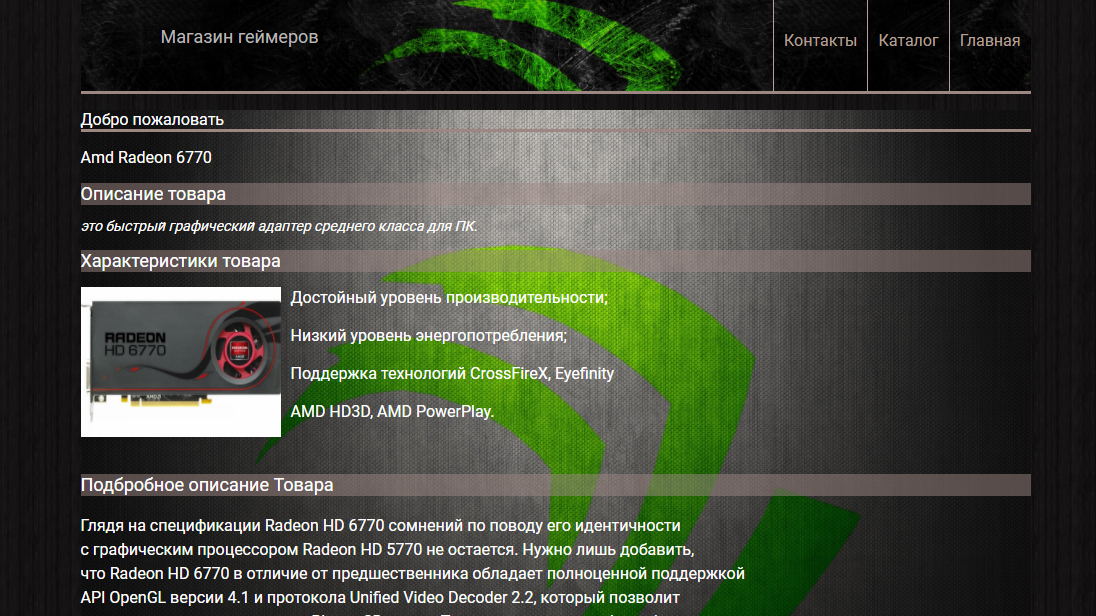 Магазин геймеров
Контакты
Каталог
Главная
Добро пожаловать
Amd Radeon 6770
Описание товара
это быстрый графический адаптер среднего класса для ПК.
Характеристики товара
RADEON
HD 6770
AMD
Достойный уровень производительности;
Низкий уровень энергопотребления;
Поддержка технологий CrossFireX, Eyefinity
AMD HD3D, AMD PowerPlay.
Подбробное описание Товара
Глядя на спецификации Radeon HD 6770 сомнений по поводу его идентичности
с графическим процессором Radeon HD 5770 не остается. Нужно лишь добавить,
что Radeon HD 6770 в отличие от предшественника обладает полноценной поддержкой
API OpenGL версии 4.1 и протокола Unified Video Decoder 2.2, который позволит